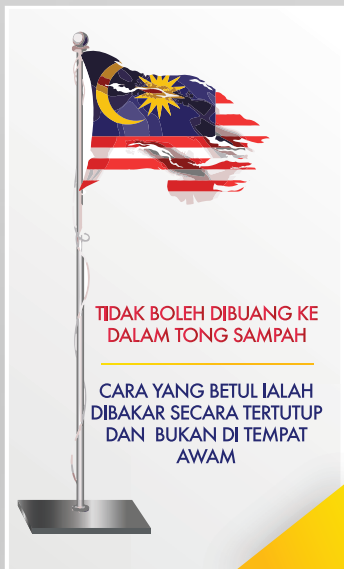 TIDAK BOLEH DIBUANG KE
DALAM TONG SAMPAH
CARA YANG BETUL IALAH
DIBAKAR SECARA TERTUTUP
DAN BUKAN DI TEMPAT
AWAM